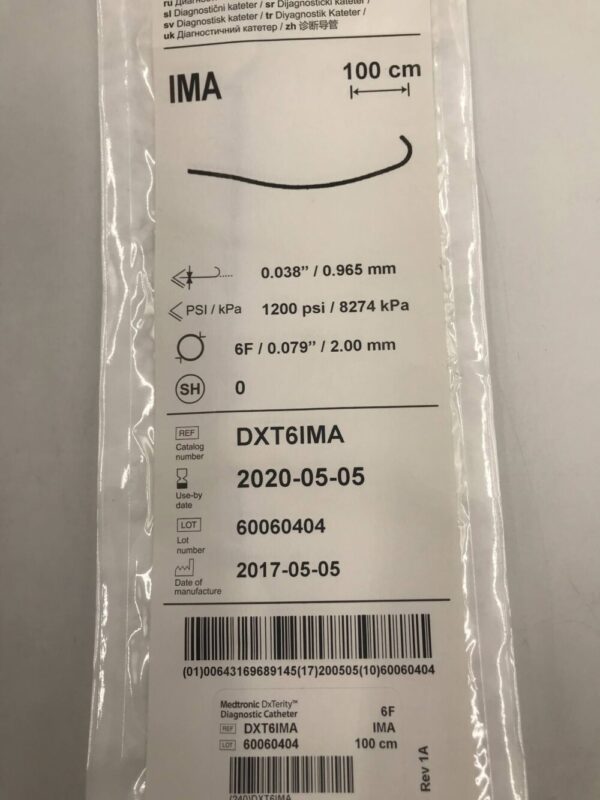 sl Diagnostični kateter / sr Dijagnostički kateter /
sv Diagnostisk kateter / tr Diyagnostik Kateter /
uk Діагностичний катетер / zh 诊断导管
IMA
100 cm
0.038” / 0.965 mm
PSI / kPa 1200 psi / 8274 kPa
6F / 0.079” / 2.00 mm
SH 0
REF DXT6IMA
Catalog
number
2020-05-05
Use-by
date
LOT 60060404
Lot
number
2017-05-05
Date of
manufacture
(01)00643169689145(17)200505(10)60060404
Medtronic DxTerity™
Diagnostic Catheter 6F
REF DXT6IMA IMA
LOT 60060404 100 cm
Rev 1A
(240)DXT6IMA